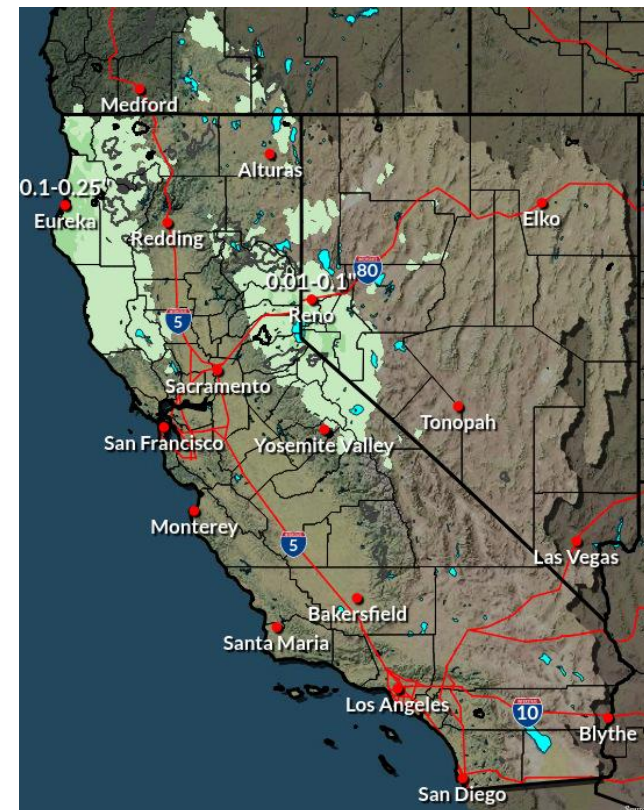 Medford
Alturas
0.1-0.25"
Eureka
Redding
Elko
80
0.01-0.1"
Reno
5
Sacramento
Tonopah
San Francisco
Yosemite Valley
Monterey
5
Las Vegas
Bakersfield
Santa Maria
Los Angeles
10
Blythe
San Diego